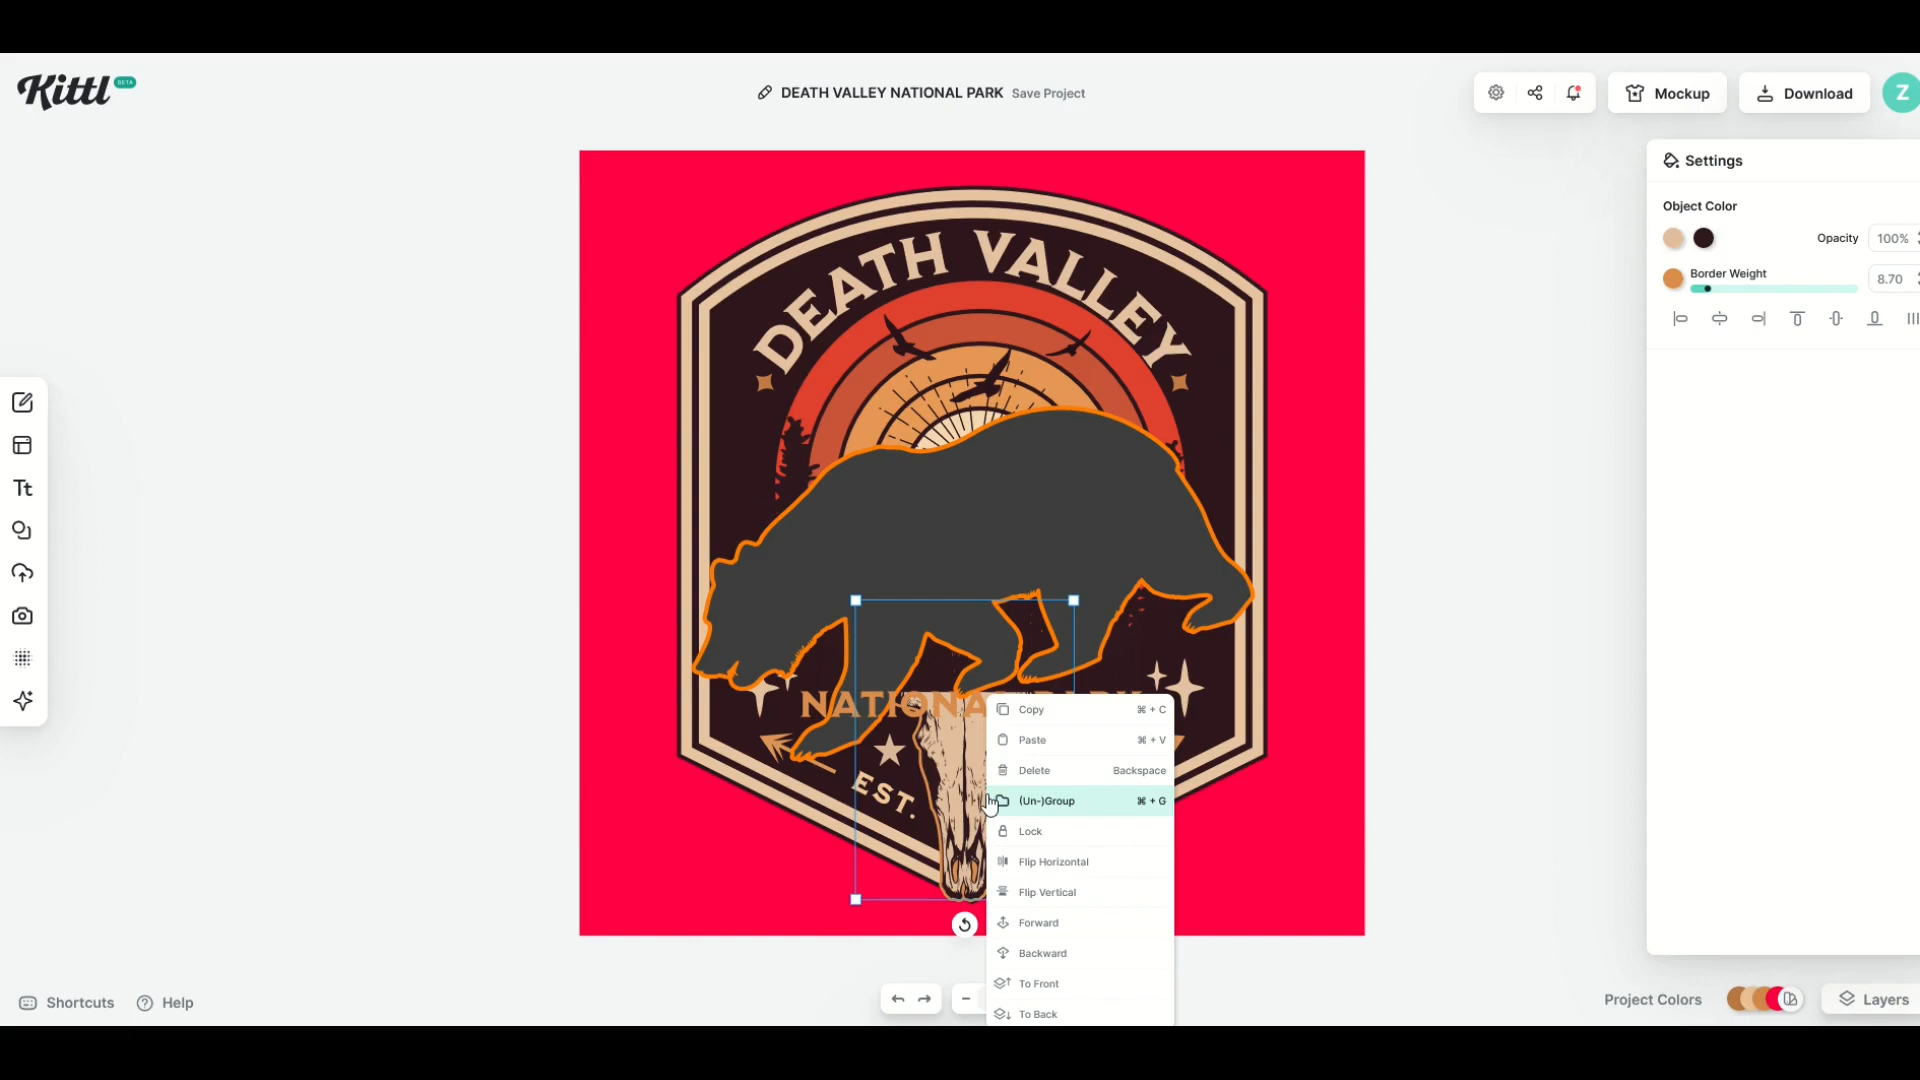 Kittl BETA
DEATH VALLEY NATIONAL PARK Save Project
Mockup
Download
Z
Settings
Object Color
Opacity 100%
Border Weight 8.70
DEATH VALLEY
NATIONA
EST.
Copy ⌘ + C
Paste ⌘ + V
Delete Backspace
(Un-)Group ⌘ + G
Lock
Flip Horizontal
Flip Vertical
Forward
Backward
To Front
To Back
Tt
Shortcuts
Help
Project Colors
Layers